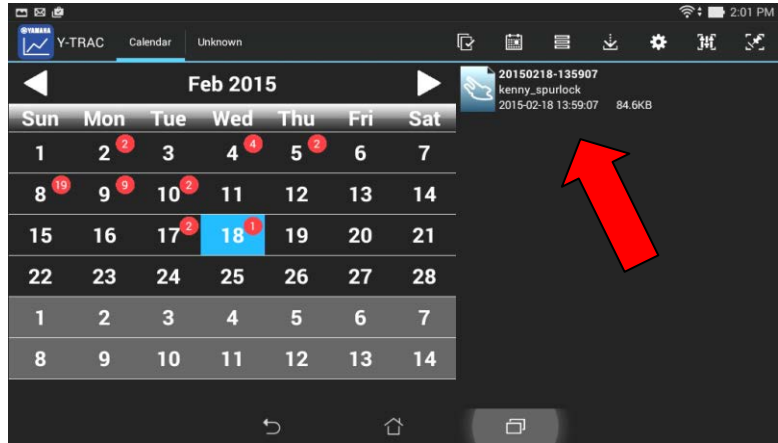 2:01 PM
YAMAHA
Y-TRAC Calendar Unknown
Feb 2015
Sun Mon Tue Wed Thu Fri Sat
1 2 2 3 4 4 5 2 6 7
8 19 9 9 10 2 11 12 13 14
15 16 17 2 18 1 19 20 21
22 23 24 25 26 27 28
1 2 3 4 5 6 7
8 9 10 11 12 13 14
20150218-135907
kenny_spurlock
2015-02-18 13:59:07 84.6KB